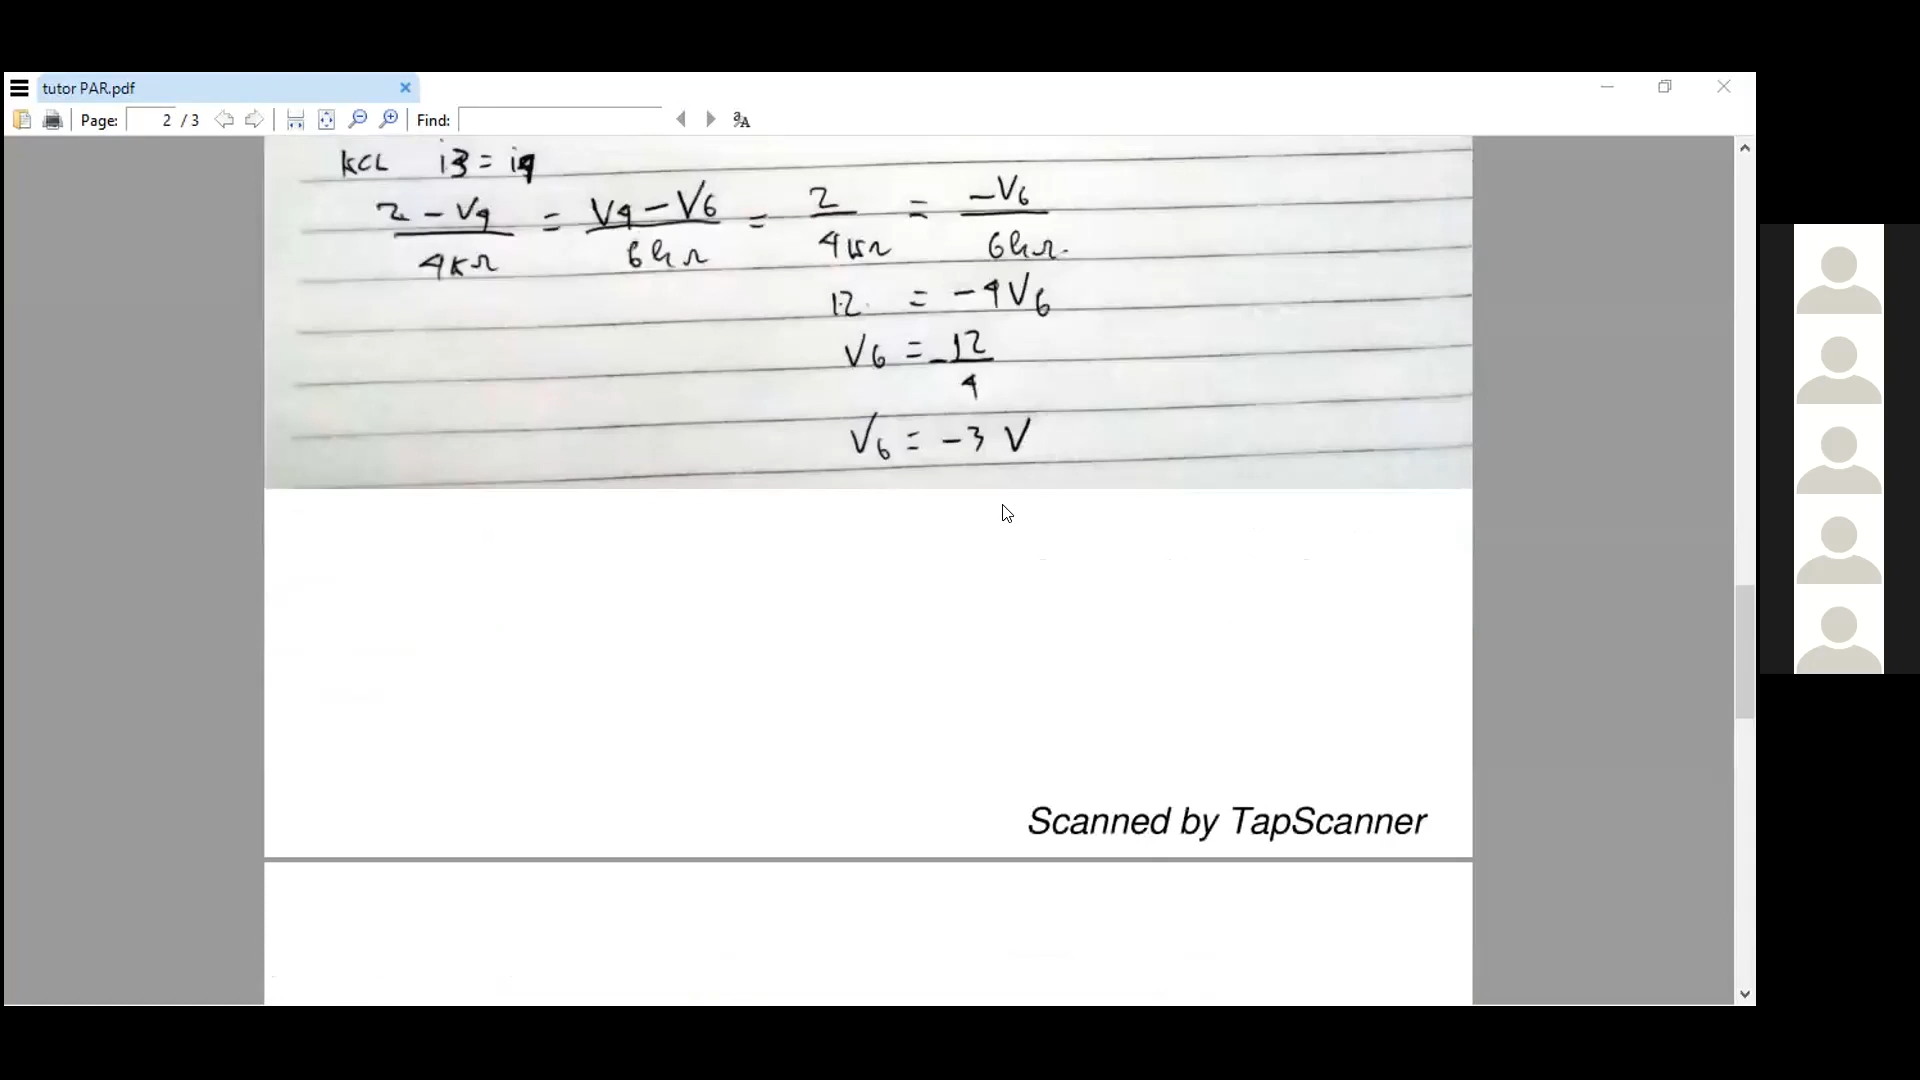 tutor PAR.pdf
Page: 2 / 3 Find:
KCL i3 = i4
2 - V4 / 4KΩ = V4 - V6 / 6kΩ = 2 / 4KΩ = -V6 / 6kΩ.
12 = -4V6
V6 = -12 / 4
V6 = -3 V
Scanned by TapScanner